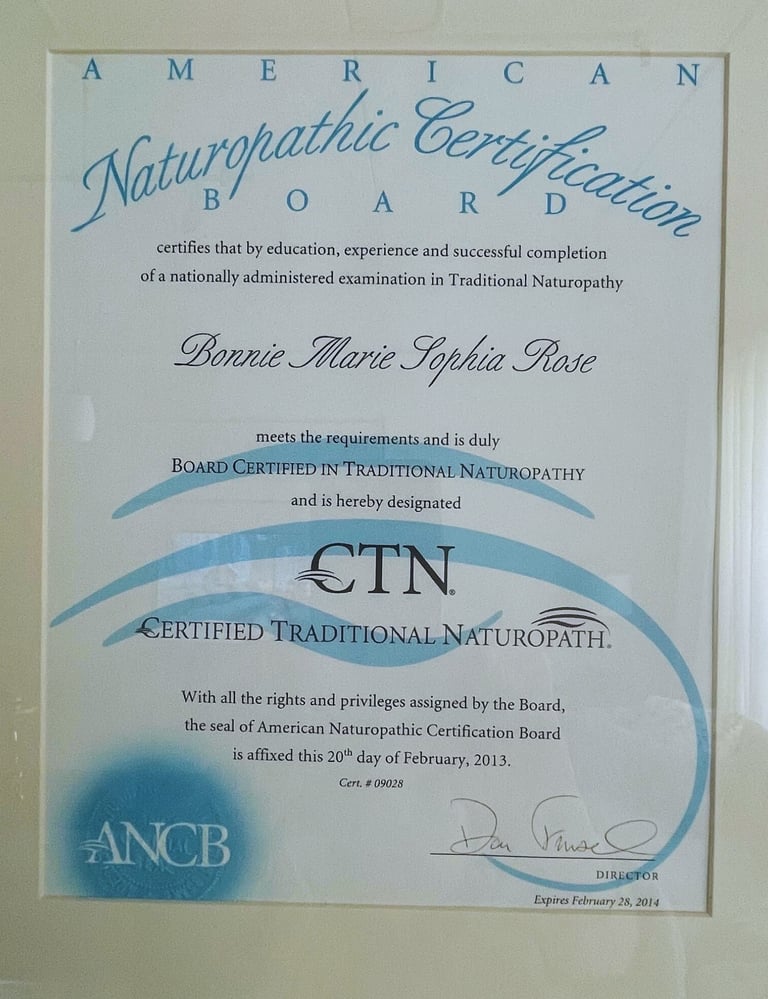 AMERICAN
Naturopathic Certification
BOARD
certifies that by education, experience and successful completion
of a nationally administered examination in Traditional Naturopathy
Bonnie Marie Sophia Rose
meets the requirements and is duly
BOARD CERTIFIED IN TRADITIONAL NATUROPATHY
and is hereby designated
CTN®
CERTIFIED TRADITIONAL NATUROPATH®
With all the rights and privileges assigned by the Board,
the seal of American Naturopathic Certification Board
is affixed this 20th day of February, 2013.
Cert. # 09028
ANCB
DIRECTOR
Expires February 28, 2014